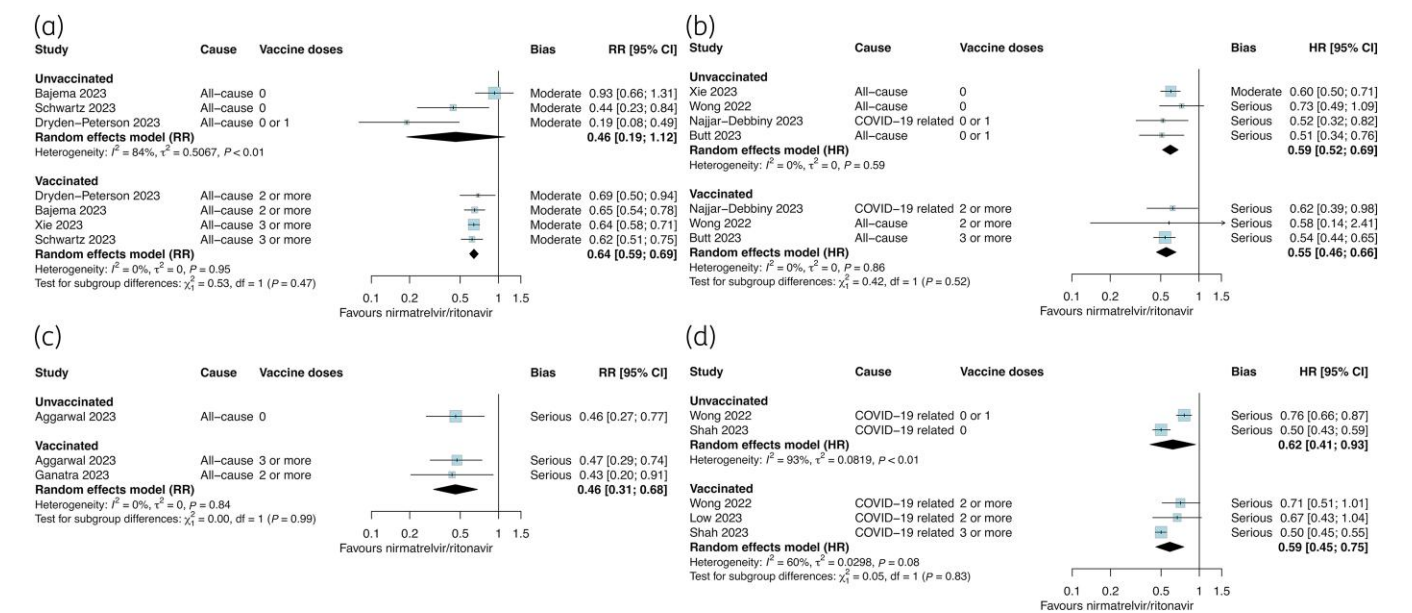 (a)
Study Cause Vaccine doses Bias RR [95% CI]
Unvaccinated
Bajema 2023 All−cause 0 Moderate 0.93 [0.66; 1.31]
Schwartz 2023 All−cause 0 Moderate 0.44 [0.23; 0.84]
Dryden−Peterson 2023 All−cause 0 or 1 Moderate 0.19 [0.08; 0.49]
Random effects model (RR) 0.46 [0.19; 1.12]
Heterogeneity: I² = 84%, τ² = 0.5067, P < 0.01
Vaccinated
Dryden−Peterson 2023 All−cause 2 or more Moderate 0.69 [0.50; 0.94]
Bajema 2023 All−cause 2 or more Moderate 0.65 [0.54; 0.78]
Xie 2023 All−cause 3 or more Moderate 0.64 [0.58; 0.71]
Schwartz 2023 All−cause 3 or more Moderate 0.62 [0.51; 0.75]
Random effects model (RR) 0.64 [0.59; 0.69]
Heterogeneity: I² = 0%, τ² = 0, P = 0.95
Test for subgroup differences: χ²₁ = 0.53, df = 1 (P = 0.47)
0.1 0.2 0.5 1 1.5
Favours nirmatrelvir/ritonavir
(b)
Study Cause Vaccine doses Bias HR [95% CI]
Unvaccinated
Xie 2023 All−cause 0 Moderate 0.60 [0.50; 0.71]
Wong 2022 All−cause 0 Serious 0.73 [0.49; 1.09]
Najjar−Debbiny 2023 COVID−19 related 0 or 1 Serious 0.52 [0.32; 0.82]
Butt 2023 All−cause 0 or 1 Serious 0.51 [0.34; 0.76]
Random effects model (HR) 0.59 [0.52; 0.69]
Heterogeneity: I² = 0%, τ² = 0, P = 0.59
Vaccinated
Najjar−Debbiny 2023 COVID−19 related 2 or more Serious 0.62 [0.39; 0.98]
Wong 2022 All−cause 2 or more Serious 0.58 [0.14; 2.41]
Butt 2023 All−cause 3 or more Serious 0.54 [0.44; 0.65]
Random effects model (HR) 0.55 [0.46; 0.66]
Heterogeneity: I² = 0%, τ² = 0, P = 0.86
Test for subgroup differences: χ²₁ = 0.42, df = 1 (P = 0.52)
0.1 0.2 0.5 1 1.5
Favours nirmatrelvir/ritonavir
(c)
Study Cause Vaccine doses Bias RR [95% CI]
Unvaccinated
Aggarwal 2023 All−cause 0 Serious 0.46 [0.27; 0.77]
Vaccinated
Aggarwal 2023 All−cause 3 or more Serious 0.47 [0.29; 0.74]
Ganatra 2023 All−cause 2 or more Serious 0.43 [0.20; 0.91]
Random effects model (RR) 0.46 [0.31; 0.68]
Heterogeneity: I² = 0%, τ² = 0, P = 0.84
Test for subgroup differences: χ²₁ = 0.00, df = 1 (P = 0.99)
0.1 0.2 0.5 1 1.5
Favours nirmatrelvir/ritonavir
(d)
Study Cause Vaccine doses Bias HR [95% CI]
Unvaccinated
Wong 2022 COVID−19 related 0 or 1 Serious 0.76 [0.66; 0.87]
Shah 2023 COVID−19 related 0 Serious 0.50 [0.43; 0.59]
Random effects model (HR) 0.62 [0.41; 0.93]
Heterogeneity: I² = 93%, τ² = 0.0819, P < 0.01
Vaccinated
Wong 2022 COVID−19 related 2 or more Serious 0.71 [0.51; 1.01]
Low 2023 COVID−19 related 2 or more Serious 0.67 [0.43; 1.04]
Shah 2023 COVID−19 related 3 or more Serious 0.50 [0.45; 0.55]
Random effects model (HR) 0.59 [0.45; 0.75]
Heterogeneity: I² = 60%, τ² = 0.0298, P = 0.08
Test for subgroup differences: χ²₁ = 0.05, df = 1 (P = 0.83)
0.1 0.2 0.5 1 1.5
Favours nirmatrelvir/ritonavir